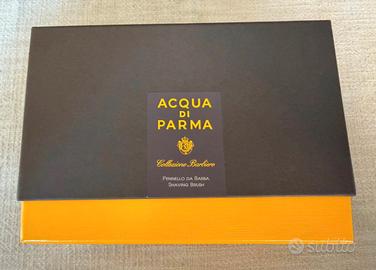 ACQUA
DI
PARMA
Collezione Barbiere
PENNELLO DA BARBA
SHAVING BRUSH
subito